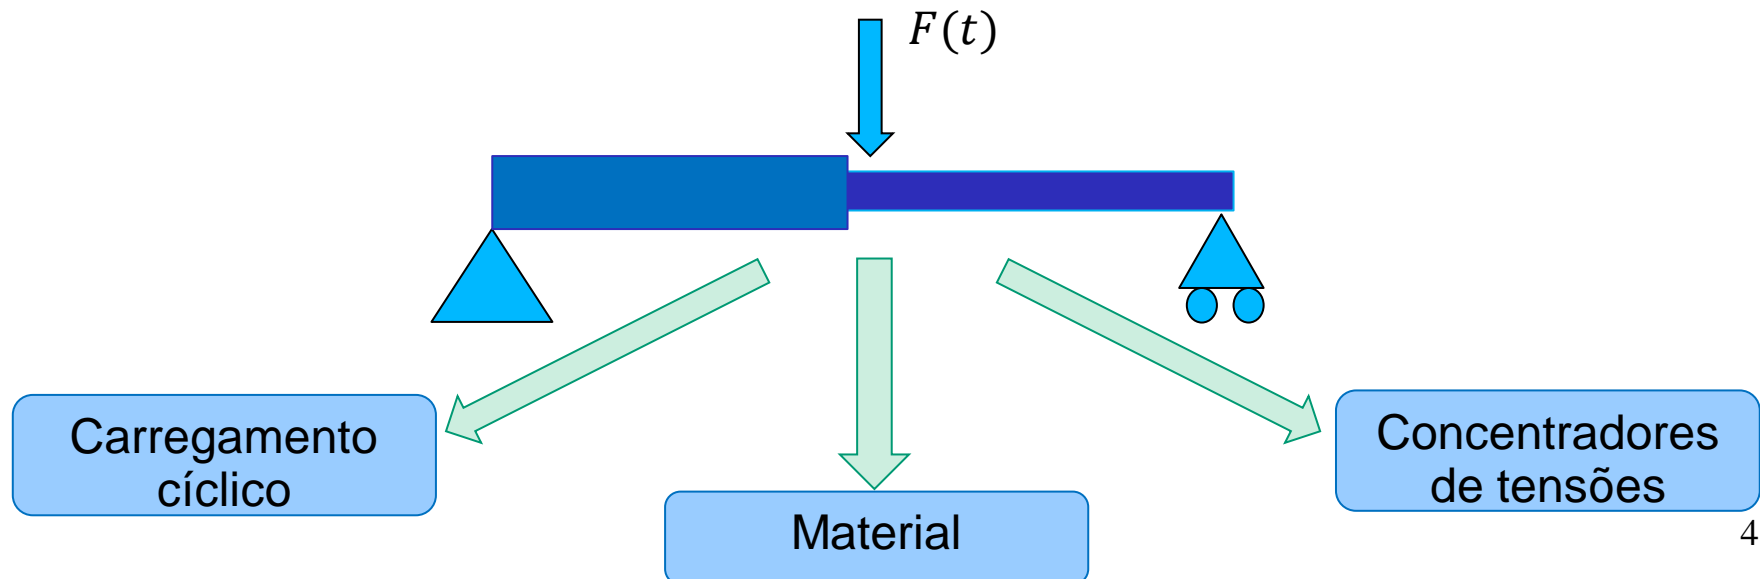 F(t)
Carregamento
cíclico
Material
Concentradores
de tensões
4